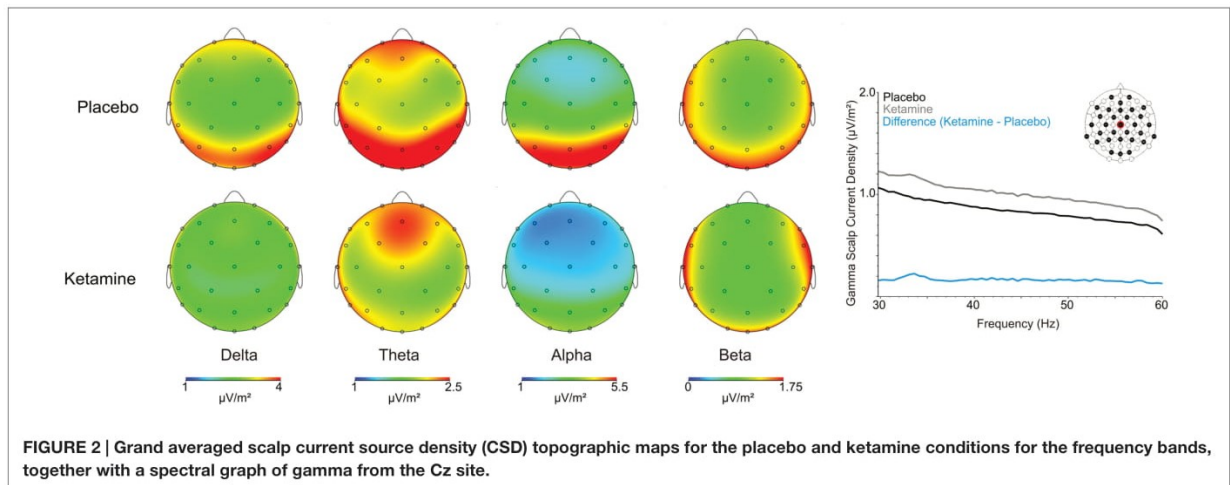 Placebo
Ketamine
Delta
Theta
Alpha
Beta
1 4
µV/m²
1 2.5
µV/m²
1 5.5
µV/m²
0 1.75
µV/m²
Gamma Scalp Current Density (µV/m²)
2.0
1.0
Placebo
Ketamine
Difference (Ketamine - Placebo)
30 40 50 60
Frequency (Hz)
FIGURE 2 | Grand averaged scalp current source density (CSD) topographic maps for the placebo and ketamine conditions for the frequency bands,
together with a spectral graph of gamma from the Cz site.